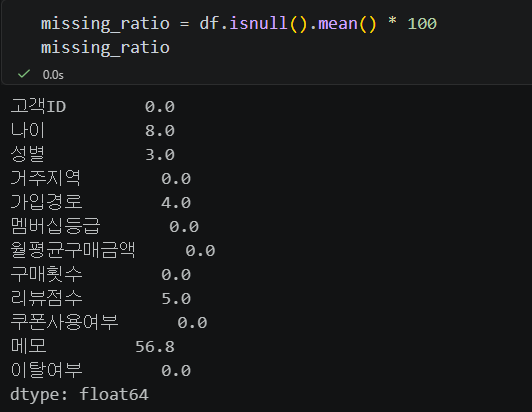 missing_ratio = df.isnull().mean() * 100
missing_ratio
0.0s
고객ID 0.0
나이 8.0
성별 3.0
거주지역 0.0
가입경로 4.0
멤버십등급 0.0
월평균구매금액 0.0
구매횟수 0.0
리뷰점수 5.0
쿠폰사용여부 0.0
메모 56.8
이탈여부 0.0
dtype: float64